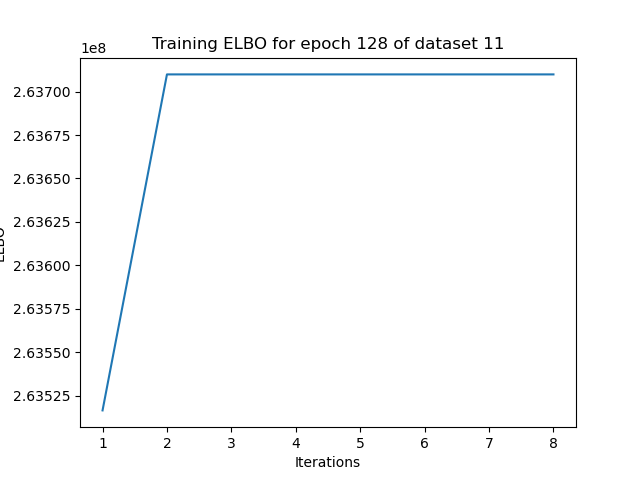 Training ELBO for epoch 128 of dataset 11
1e8
2.63700
2.63675
2.63650
2.63625
2.63600
2.63575
2.63550
2.63525
ELBO
1 2 3 4 5 6 7 8
Iterations